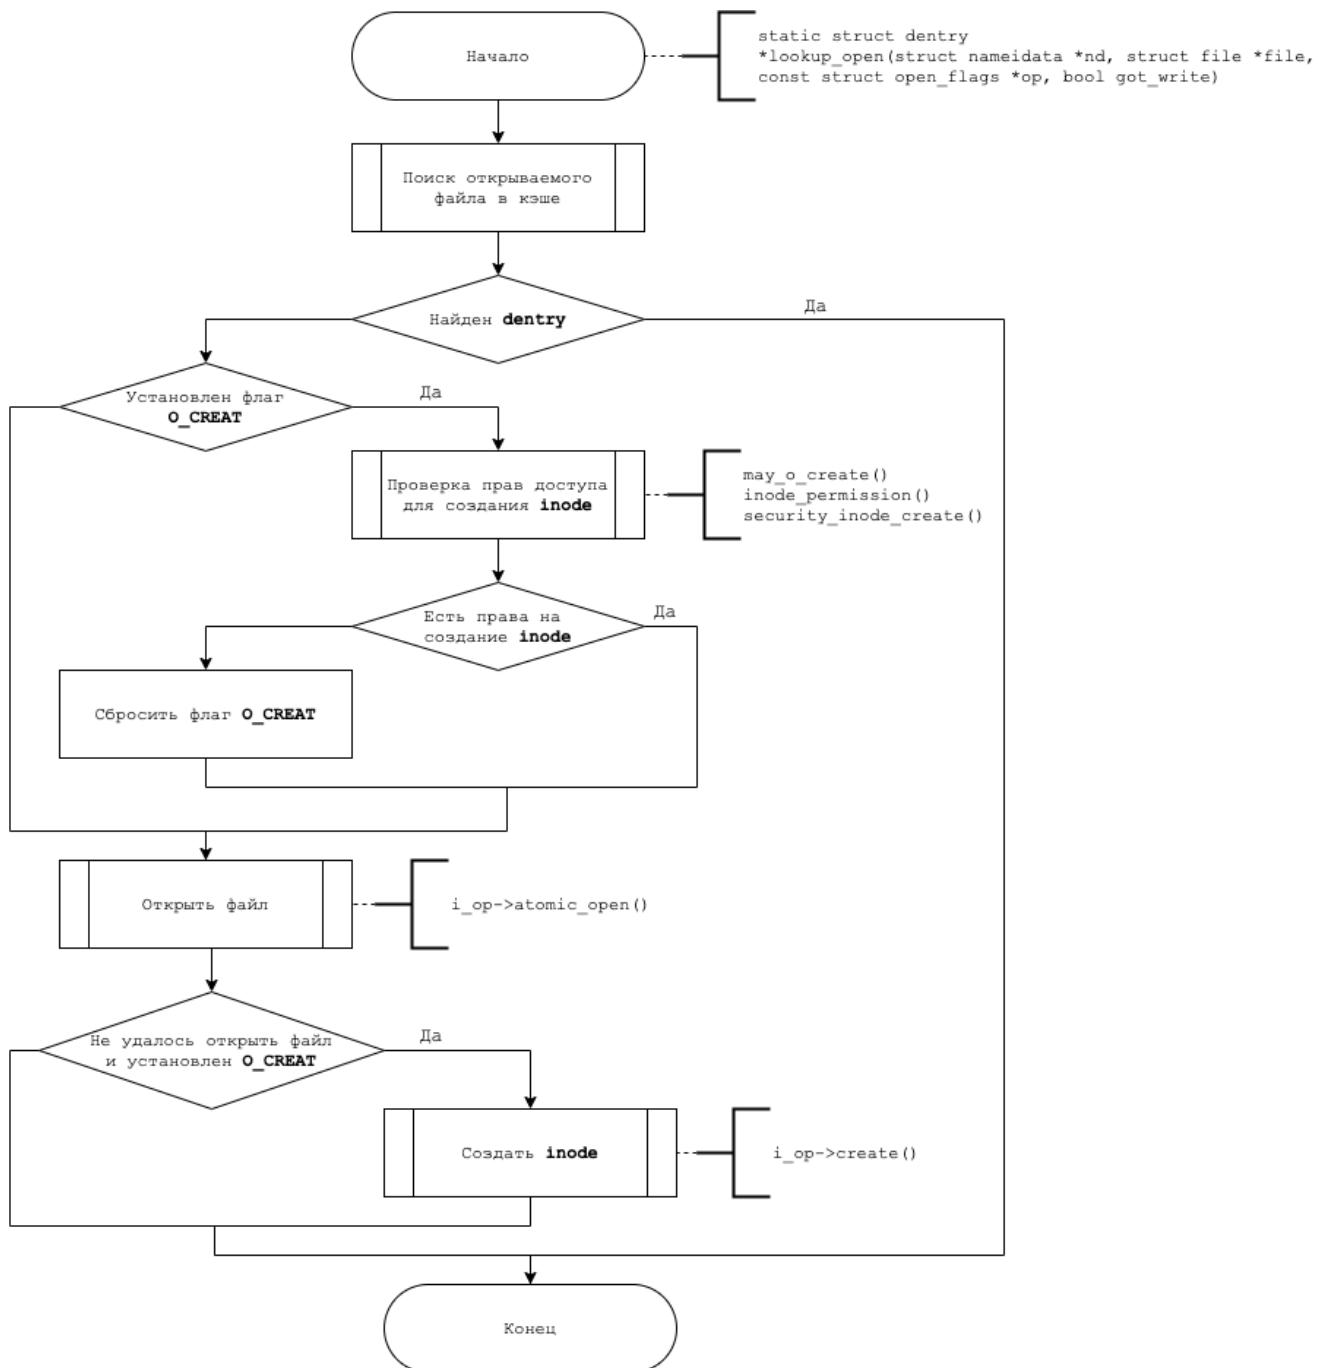 Начало
static struct dentry
*lookup_open(struct nameidata *nd, struct file *file,
const struct open_flags *op, bool got_write)
Поиск открываемого
файла в кэше
Найден dentry
Да
Установлен флаг
O_CREAT
Да
Проверка прав доступа
для создания inode
may_o_create()
inode_permission()
security_inode_create()
Есть права на
создание inode
Да
Сбросить флаг O_CREAT
Открыть файл
i_op->atomic_open()
Не удалось открыть файл
и установлен O_CREAT
Да
Создать inode
i_op->create()
Конец